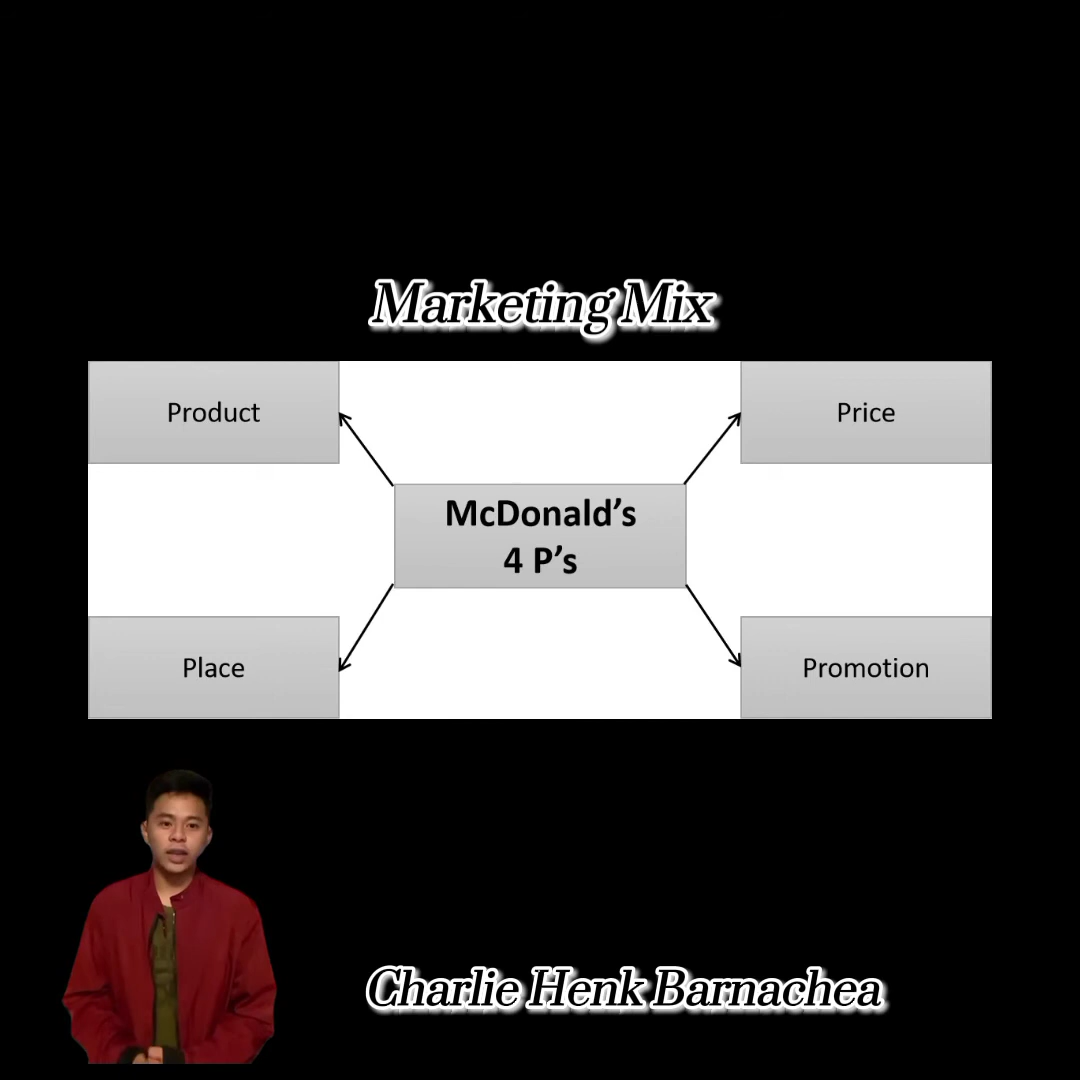 Marketing Mix
Product
Price
McDonald’s
4 P’s
Place
Promotion
Charlie Henk Barnachea